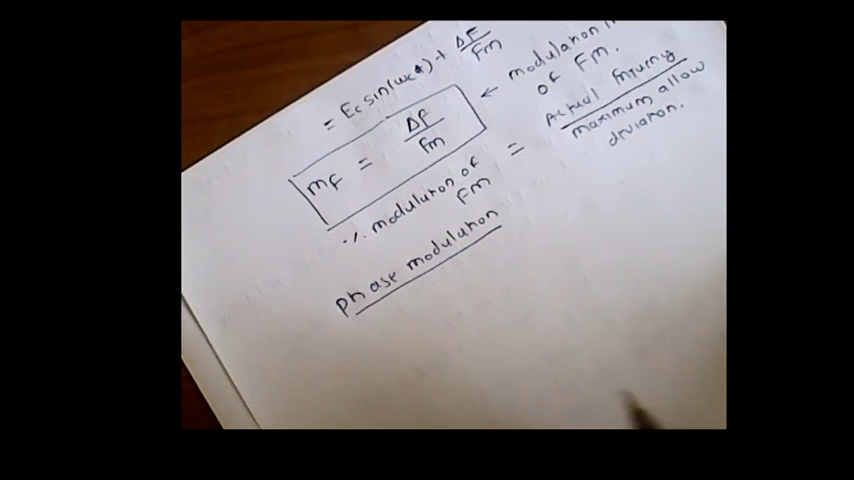 = Ec sin(ωct) + ΔF/Fm
mF = ΔF/Fm ← modulation
of FM.
% modulation of FM = Actual / maximum allow deviation.
phase modulation